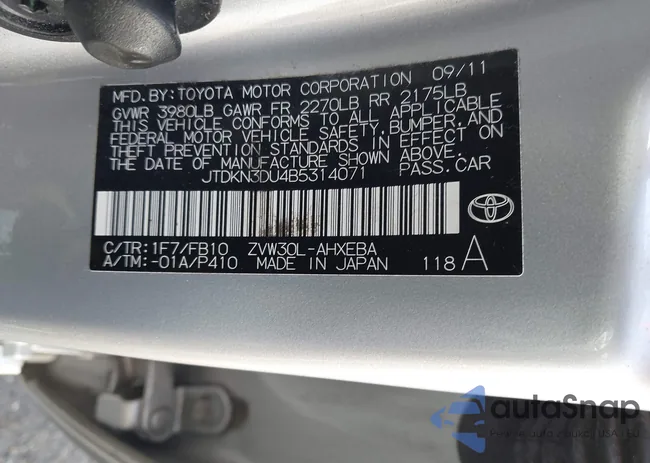 MFD. BY: TOYOTA MOTOR CORPORATION 09/11
GVWR 3980LB GAWR FR 2270LB RR 2175LB
THIS VEHICLE CONFORMS TO ALL APPLICABLE
FEDERAL MOTOR VEHICLE SAFETY, BUMPER, AND
THEFT PREVENTION STANDARDS IN EFFECT ON
THE DATE OF MANUFACTURE SHOWN ABOVE.
JTDKN3DU4B5314071 PASS. CAR
C/TR: 1F7/FB10 ZVW30L-AHXEBA
A/TM: -01A/P410 MADE IN JAPAN 118 A
autoSnap